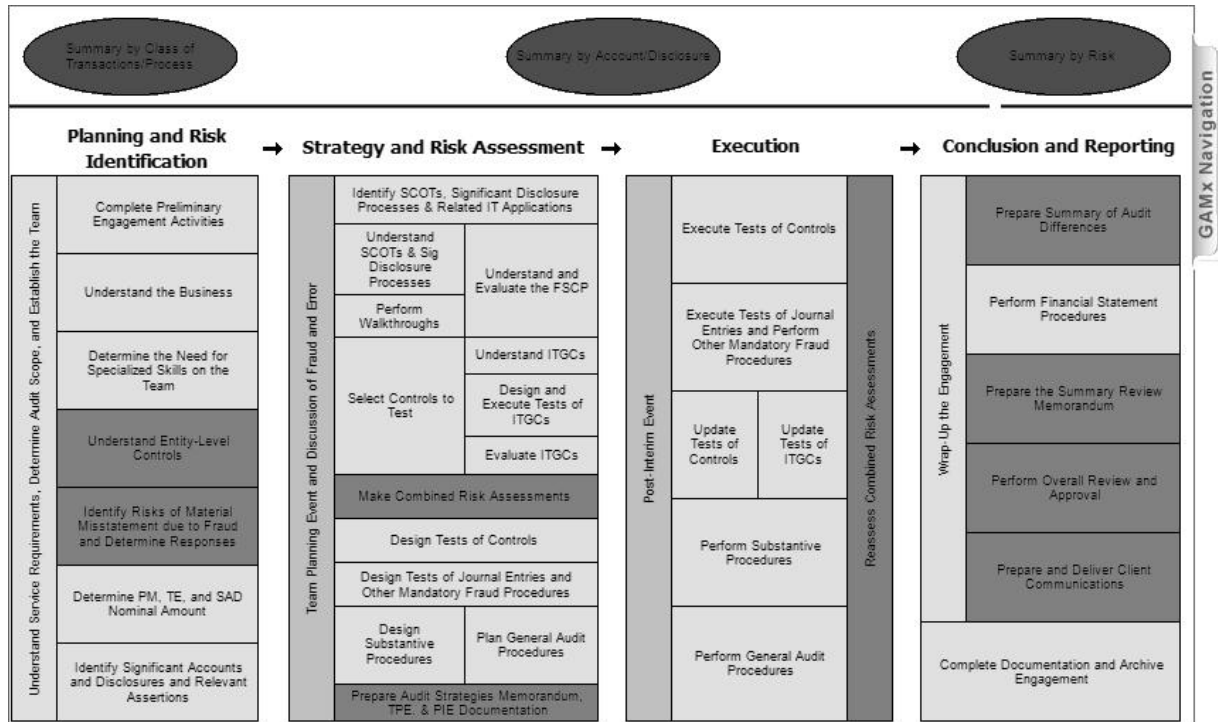 Summary by Class of
Transactions/Process
Summary by Account/Disclosure
Summary by Risk
GAMx Navigation
Planning and Risk
Identification
Strategy and Risk Assessment
Execution
Conclusion and Reporting
Understand Service Requirements, Determine Audit Scope, and Establish the Team
Complete Preliminary
Engagement Activities
Understand the Business
Determine the Need for
Specialized Skills on the
Team
Understand Entity-Level
Controls
Identify Risks of Material
Misstatement due to Fraud
and Determine Responses
Determine PM, TE, and SAD
Nominal Amount
Identify Significant Accounts
and Disclosures and Relevant
Assertions
Team Planning Event and Discussion of Fraud and Error
Identify SCOTs, Significant Disclosure
Processes & Related IT Applications
Understand
SCOTs & Sig
Disclosure
Processes
Perform
Walkthroughs
Understand and
Evaluate the FSCP
Select Controls to
Test
Understand ITGCs
Design and
Execute Tests of
ITGCs
Evaluate ITGCs
Make Combined Risk Assessments
Design Tests of Controls
Design Tests of Journal Entries and
Other Mandatory Fraud Procedures
Design
Substantive
Procedures
Plan General Audit
Procedures
Prepare Audit Strategies Memorandum,
TPE, & PIE Documentation
Post-Interim Event
Execute Tests of Controls
Execute Tests of Journal
Entries and Perform
Other Mandatory Fraud
Procedures
Update
Tests of
Controls
Update
Tests of
ITGCs
Perform Substantive
Procedures
Perform General Audit
Procedures
Reassess Combined Risk Assessments
Wrap-Up the Engagement
Prepare Summary of Audit
Differences
Perform Financial Statement
Procedures
Prepare the Summary Review
Memorandum
Perform Overall Review and
Approval
Prepare and Deliver Client
Communications
Complete Documentation and Archive
Engagement